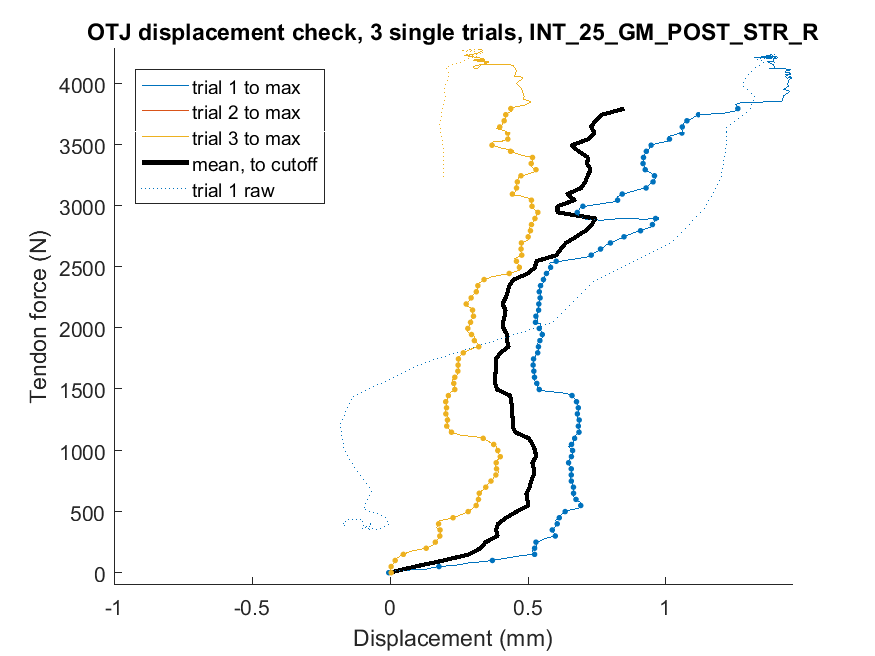 OTJ displacement check, 3 single trials, INT_25_GM_POST_STR_R
trial 1 to max
trial 2 to max
trial 3 to max
mean, to cutoff
trial 1 raw
4000
3500
3000
2500
2000
1500
1000
500
0
Tendon force (N)
-1
-0.5
0
0.5
1
Displacement (mm)